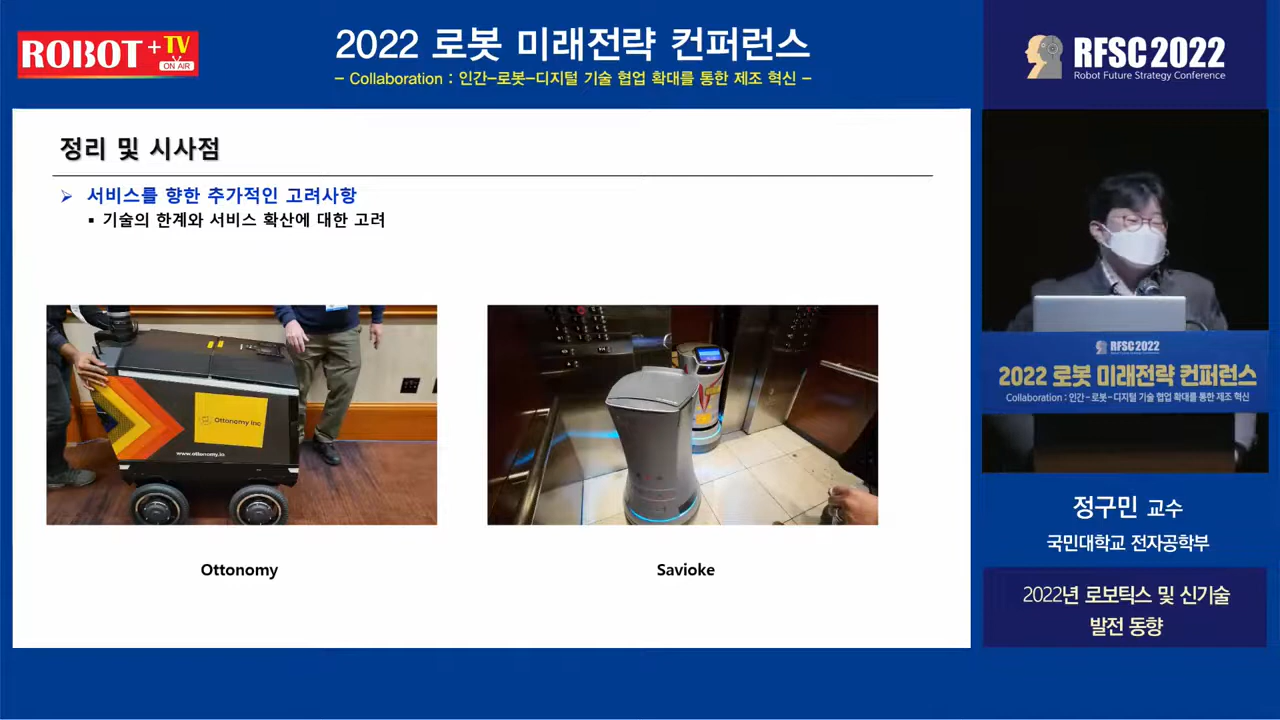 ROBOT+TV
ON AIR
2022 로봇 미래전략 컨퍼런스
– Collaboration : 인간–로봇–디지털 기술 협업 확대를 통한 제조 혁신 –
RFSC 2022
Robot Future Strategy Conference
정리 및 시사점
➢ 서비스를 향한 추가적인 고려사항
▪ 기술의 한계와 서비스 확산에 대한 고려
Ottonomy Inc
www.ottonomy.io
Ottonomy
Savioke
RFSC 2022
2022 로봇 미래전략 컨퍼런스
Collaboration : 인간-로봇-디지털 기술 협업 확대를 통한 제조 혁신
정구민 교수
국민대학교 전자공학부
2022년 로보틱스 및 신기술
발전 동향